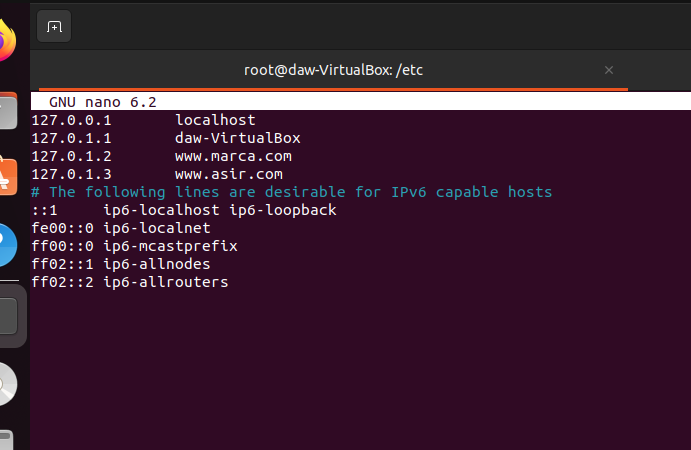 root@daw-VirtualBox: /etc
GNU nano 6.2
127.0.0.1 localhost
127.0.1.1 daw-VirtualBox
127.0.1.2 www.marca.com
127.0.1.3 www.asir.com
# The following lines are desirable for IPv6 capable hosts
::1 ip6-localhost ip6-loopback
fe00::0 ip6-localnet
ff00::0 ip6-mcastprefix
ff02::1 ip6-allnodes
ff02::2 ip6-allrouters